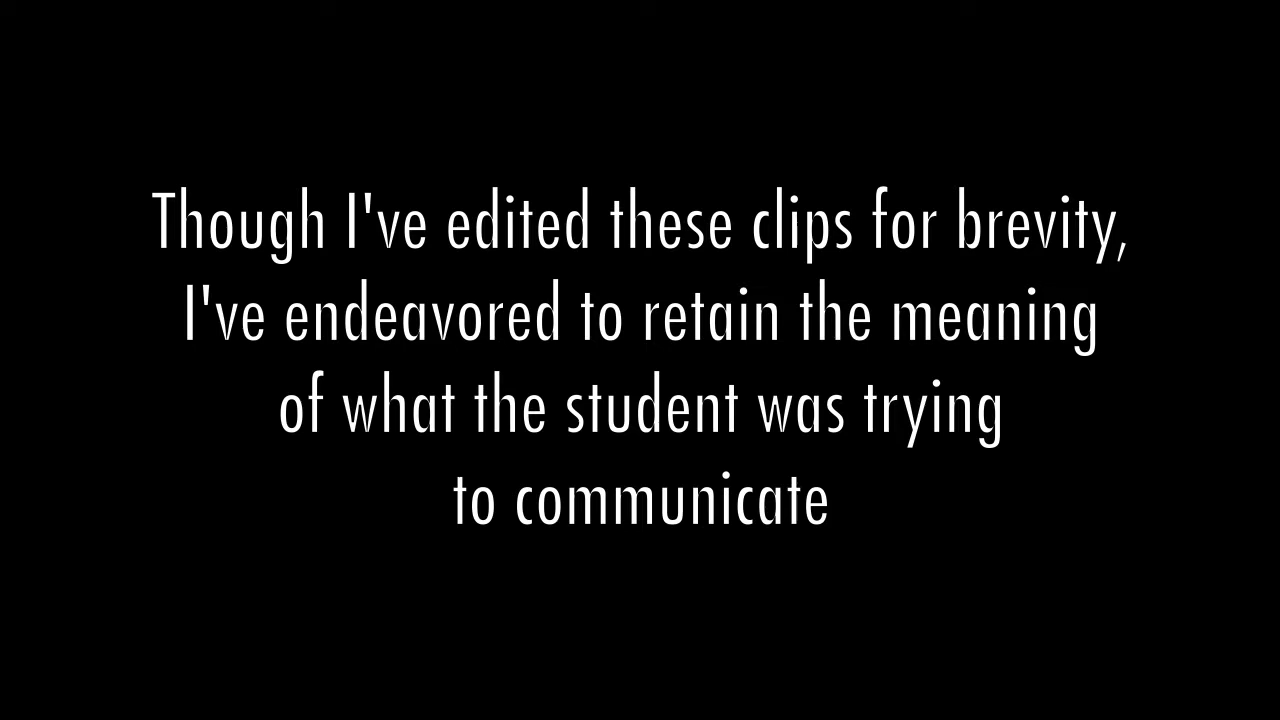 Though I've edited these clips for brevity,
I've endeavored to retain the meaning
of what the student was trying
to communicate